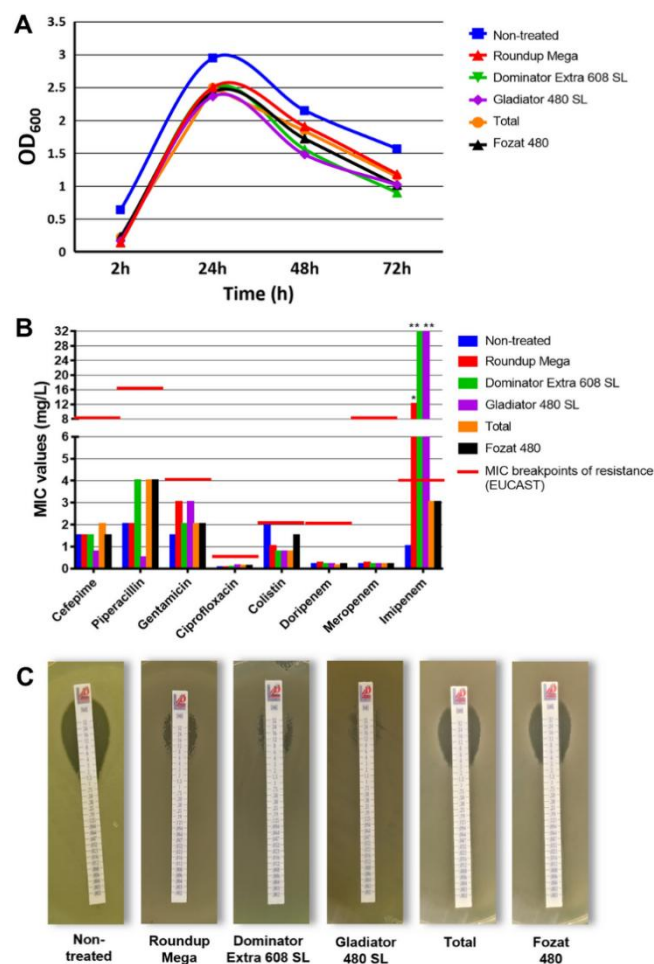 A
OD600
3.5
3
2.5
2
1.5
1
0.5
0
2h
24h
48h
72h
Time (h)
Non-treated
Roundup Mega
Dominator Extra 608 SL
Gladiator 480 SL
Total
Fozat 480
B
MIC values (mg/L)
32
28
24
20
16
12
8
6
5
4
3
2
1
0
*
** **
Cefepime
Piperacillin
Gentamicin
Ciprofloxacin
Colistin
Doripenem
Meropenem
Imipenem
Non-treated
Roundup Mega
Dominator Extra 608 SL
Gladiator 480 SL
Total
Fozat 480
MIC breakpoints of resistance
(EUCAST)
C
Non-
treated
Roundup
Mega
Dominator
Extra 608 SL
Gladiator
480 SL
Total
Fozat
480